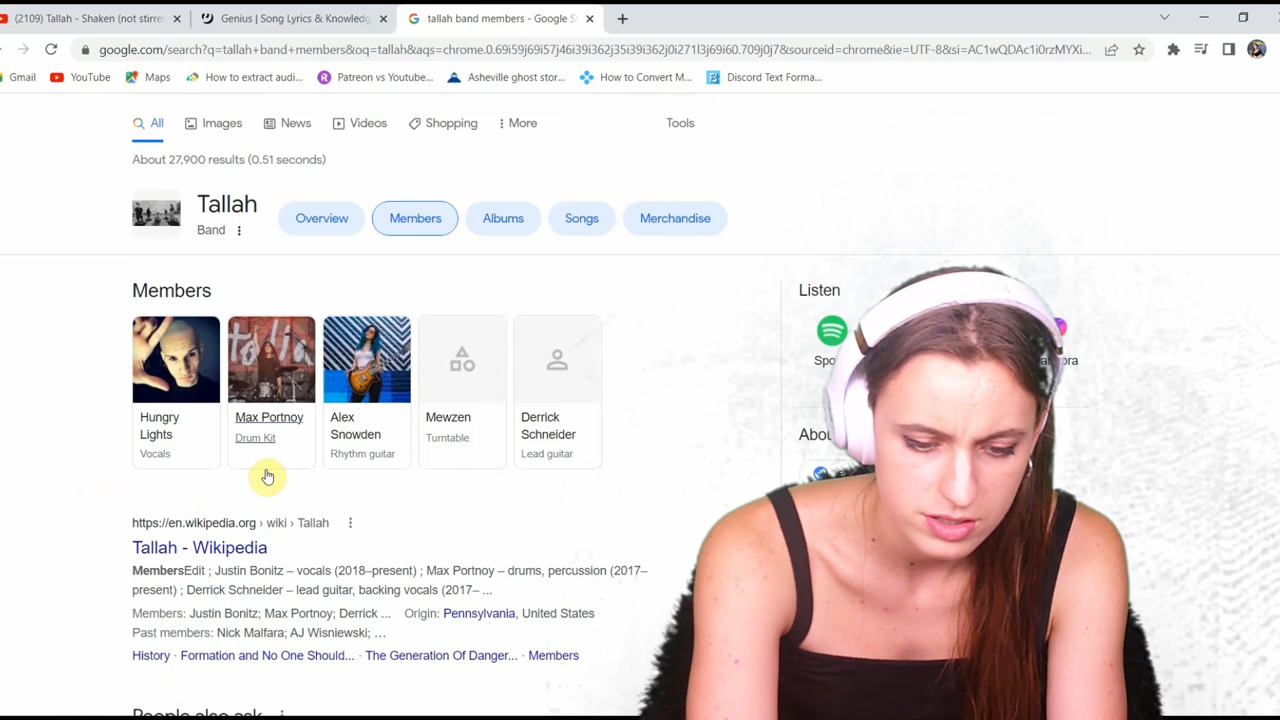 (2109) Tallah - Shaken (not stirre
Genius | Song Lyrics & Knowledg
tallah band members - Google S
google.com/search?q=tallah+band+members&oq=tallah&aqs=chrome.0.69i59j69i57j46i39i362j35i39i362j0i271l3j69i60.709j0j7&sourceid=chrome&ie=UTF-8&si=AC1wQDAc1i0rzMYXi...
Gmail
YouTube
Maps
How to extract audi...
Patreon vs Youtube...
Asheville ghost stor...
How to Convert M...
Discord Text Forma...
All
Images
News
Videos
Shopping
More
Tools
About 27,900 results (0.51 seconds)
Tallah
Band
Overview
Members
Albums
Songs
Merchandise
Members
Listen
Hungry
Lights
Vocals
Max Portnoy
Drum Kit
Alex
Snowden
Rhythm guitar
Mewzen
Turntable
Derrick
Schneider
Lead guitar
Spo
ora
Abou
https://en.wikipedia.org › wiki › Tallah
Tallah - Wikipedia
MembersEdit ; Justin Bonitz – vocals (2018–present) ; Max Portnoy – drums, percussion (2017–
present) ; Derrick Schneider – lead guitar, backing vocals (2017– ...
Members: Justin Bonitz; Max Portnoy; Derrick ... Origin: Pennsylvania, United States
Past members: Nick Malfara; AJ Wisniewski; ...
History · Formation and No One Should... · The Generation Of Danger... · Members
People also ask